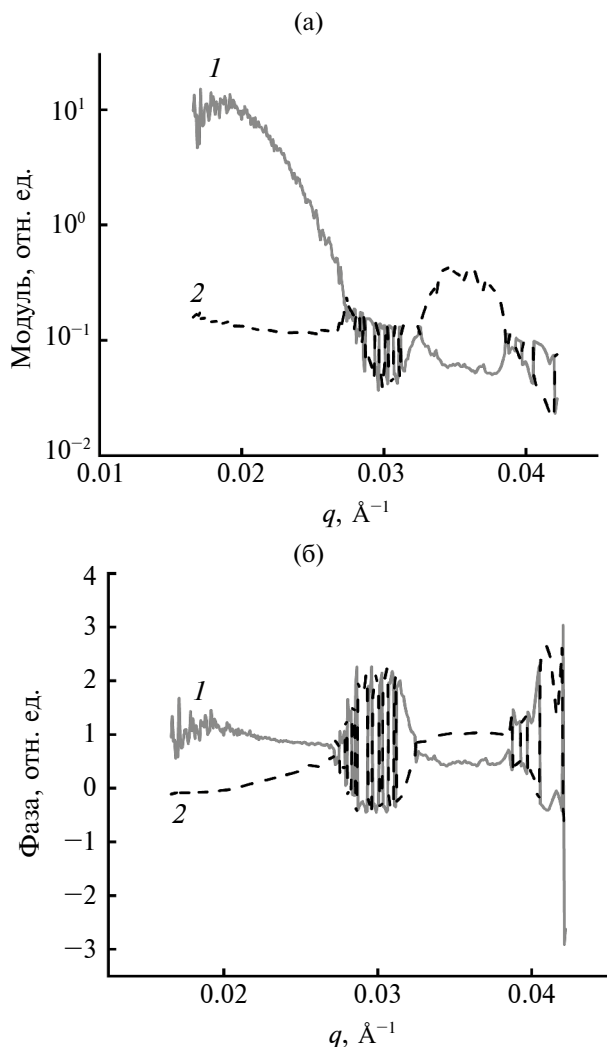 (а)
1
10¹
10⁰
10⁻¹
10⁻²
2
Модуль, отн. ед.
0.01 0.02 0.03 0.04
q, Å⁻¹
(б)
4
3
2
1
0
−1
−2
−3
1
2
Фаза, отн. ед.
0.02 0.03 0.04
q, Å⁻¹